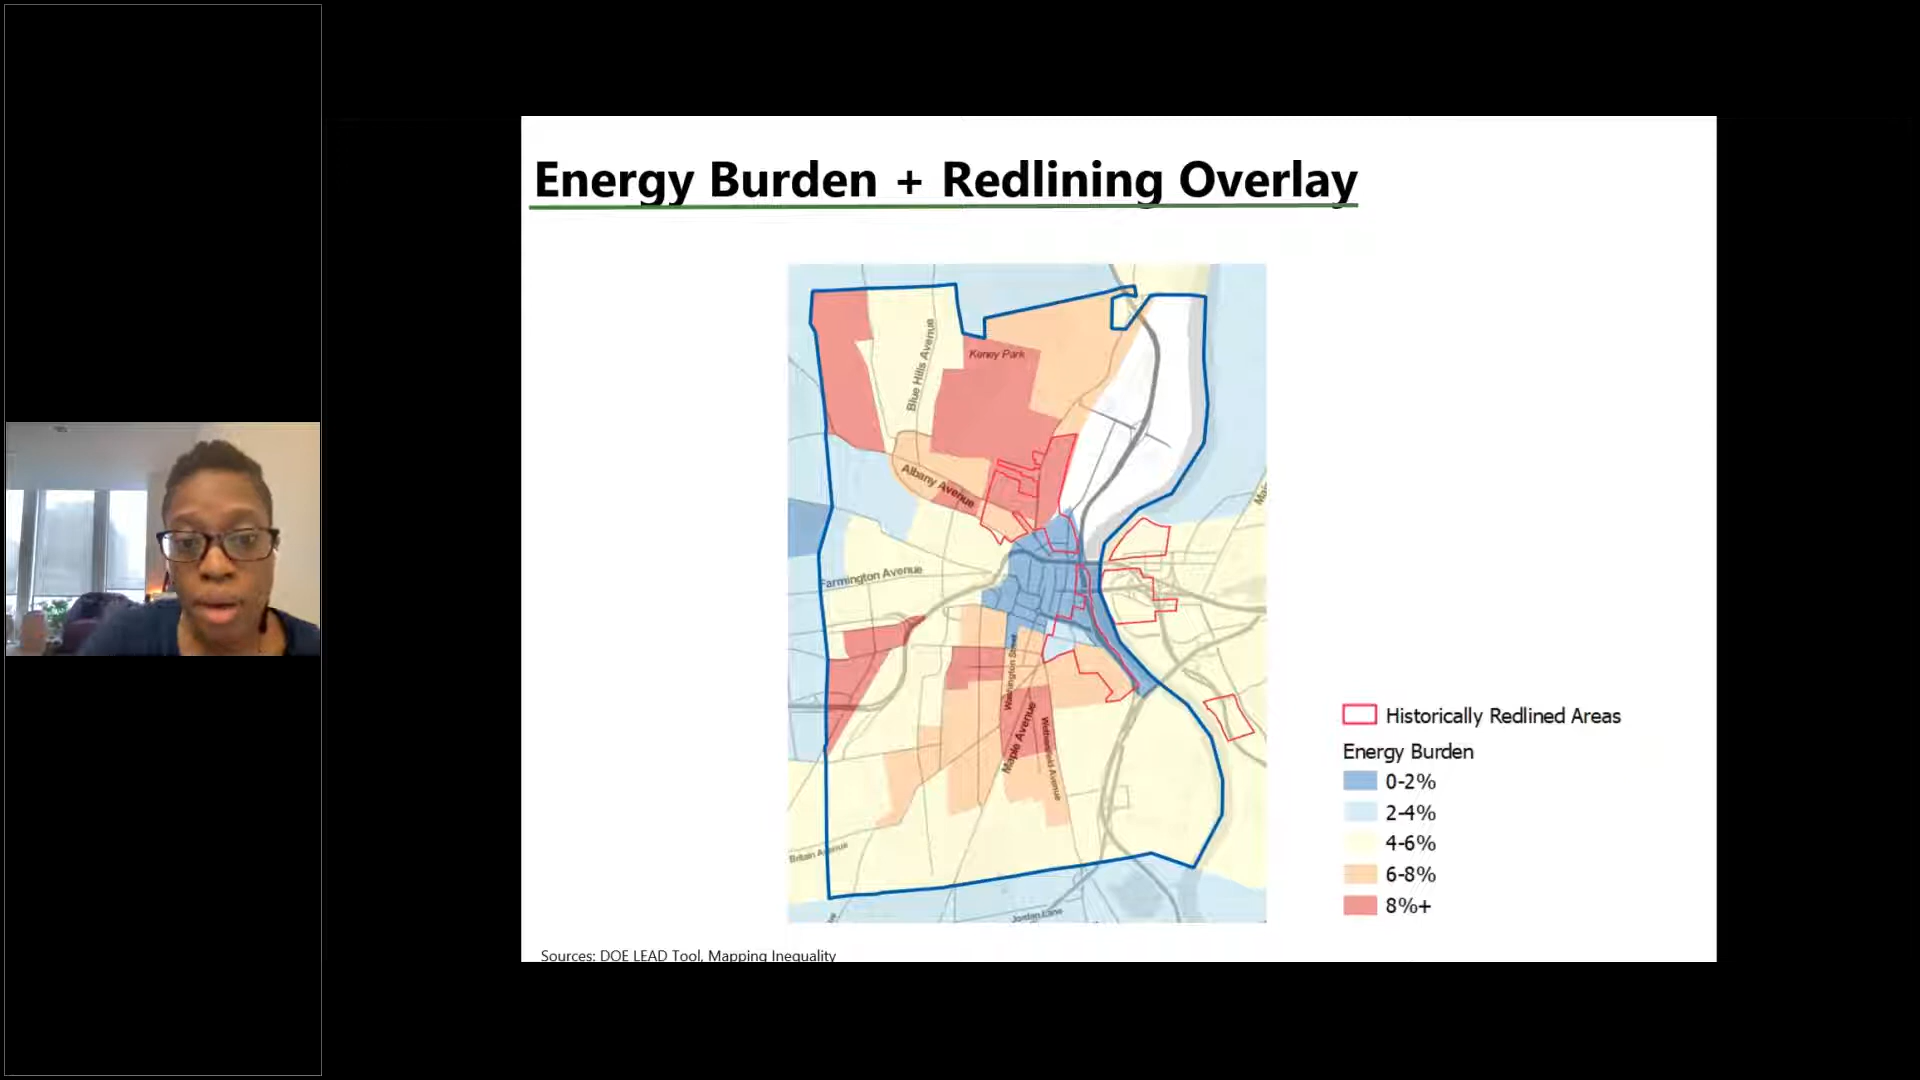 Energy Burden + Redlining Overlay
Keney Park
Blue Hills Avenue
Albany Avenue
Farmington Avenue
Washington Street
Maple Avenue
Wethersfield Avenue
Britain Avenue
Jordan Lane
Historically Redlined Areas
Energy Burden
0-2%
2-4%
4-6%
6-8%
8%+
Sources: DOE LEAD Tool, Mapping Inequality